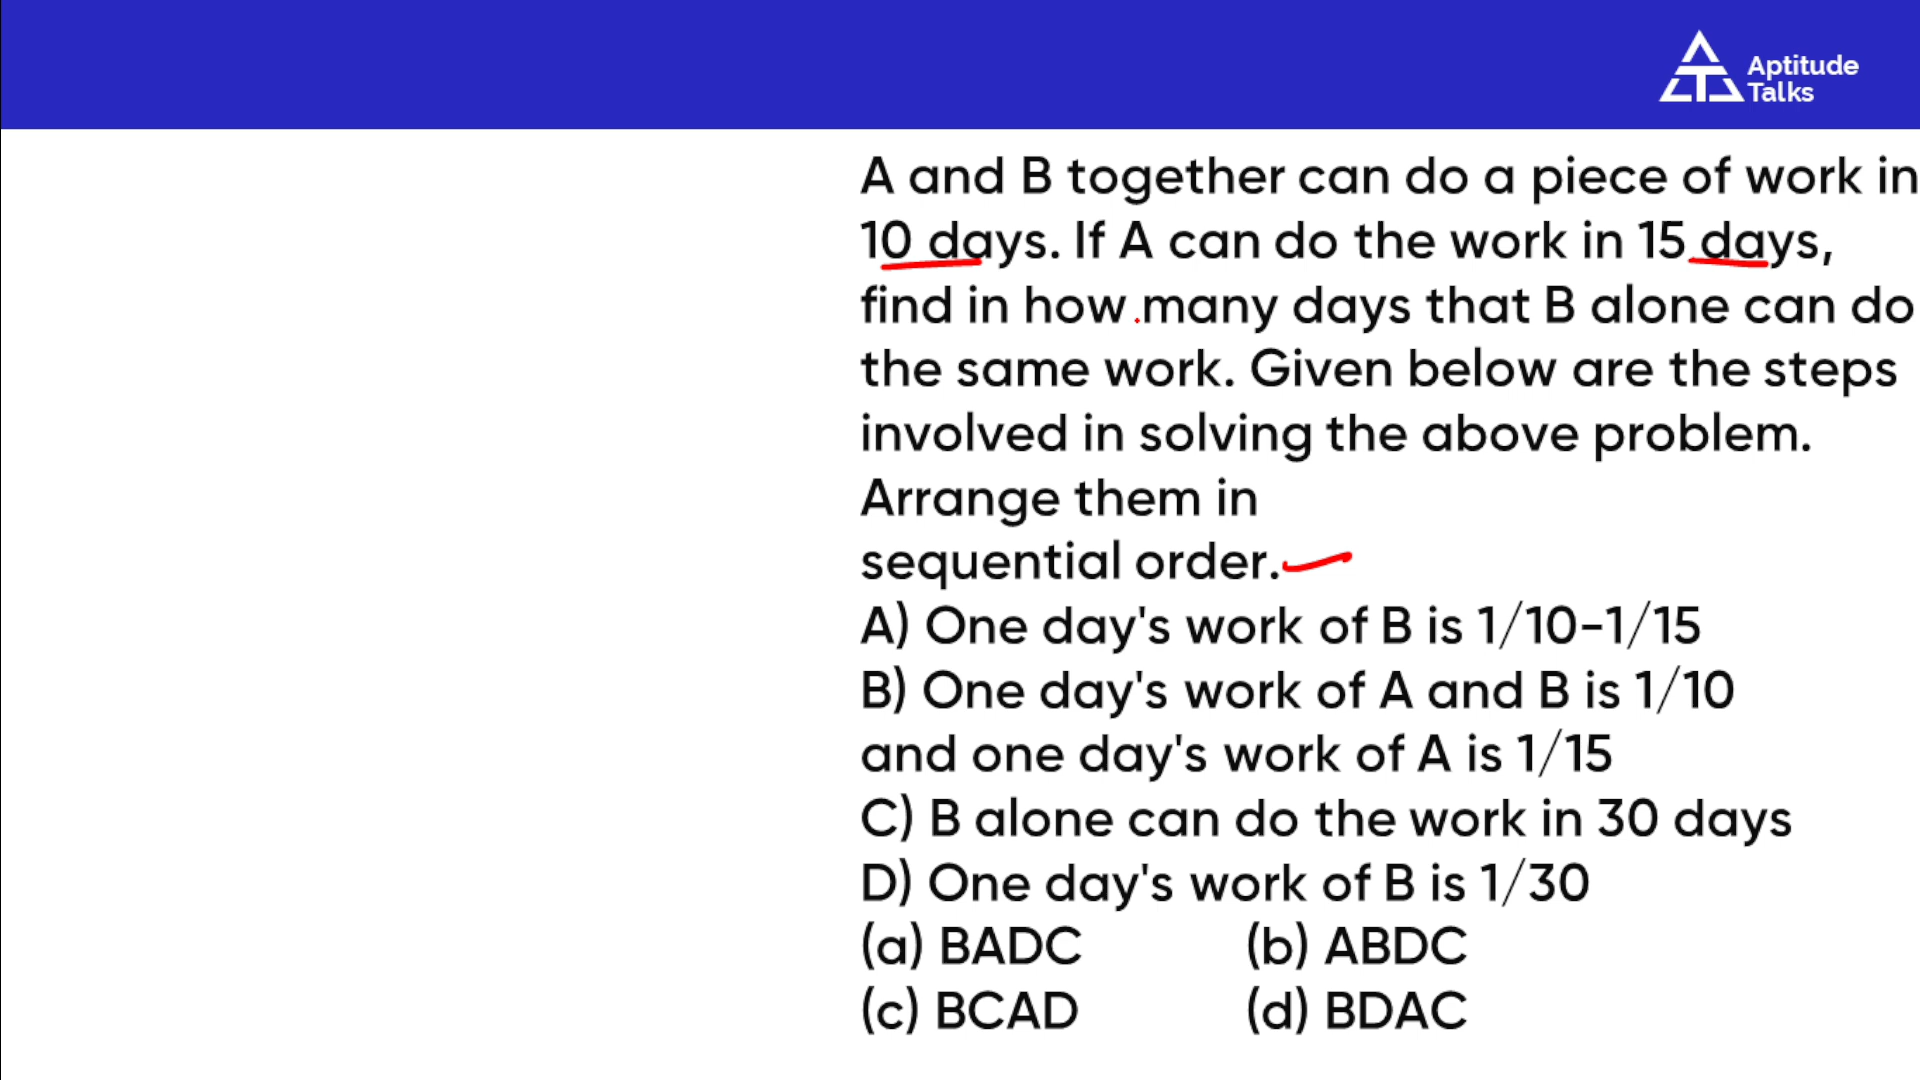 Aptitude
Talks
A and B together can do a piece of work in
10 days. If A can do the work in 15 days,
find in how many days that B alone can do
the same work. Given below are the steps
involved in solving the above problem.
Arrange them in
sequential order.
A) One day's work of B is 1/10-1/15
B) One day's work of A and B is 1/10
and one day's work of A is 1/15
C) B alone can do the work in 30 days
D) One day's work of B is 1/30
(a) BADC (b) ABDC
(c) BCAD (d) BDAC